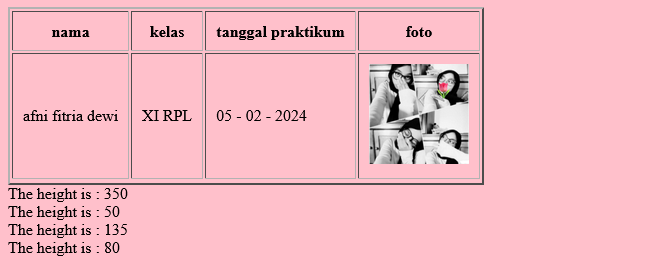 nama kelas tanggal praktikum foto
afni fitria dewi XI RPL 05 - 02 - 2024
The height is : 350
The height is : 50
The height is : 135
The height is : 80